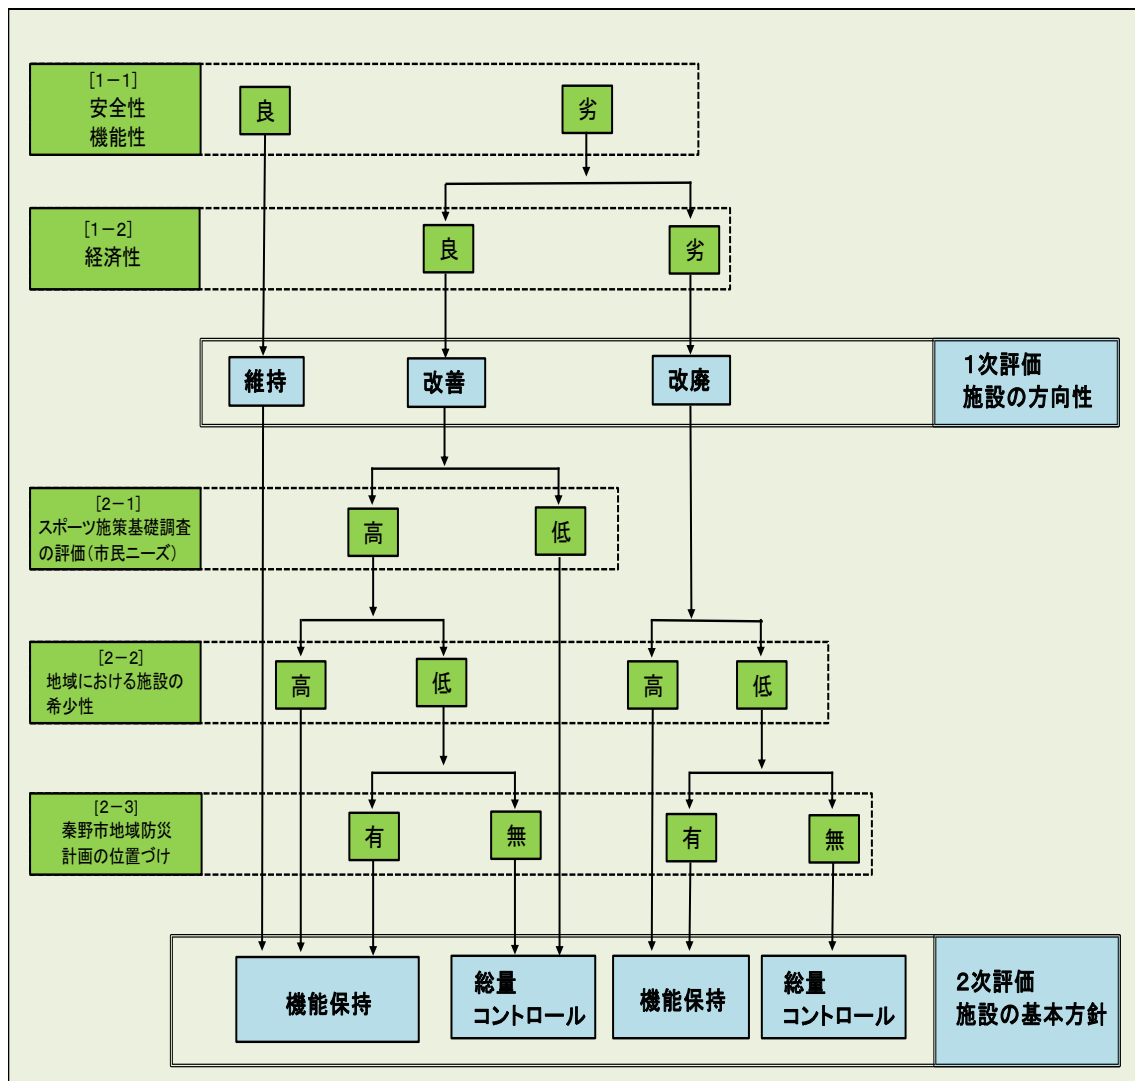 [1−1]
安全性
機能性
良
劣
[1−2]
経済性
良
劣
維持
改善
改廃
1次評価
施設の方向性
[2−1]
スポーツ施策基礎調査
の評価(市民ニーズ)
高
低
[2−2]
地域における施設の
希少性
高
低
高
低
[2−3]
秦野市地域防災
計画の位置づけ
有
無
有
無
機能保持
総量
コントロール
機能保持
総量
コントロール
2次評価
施設の基本方針